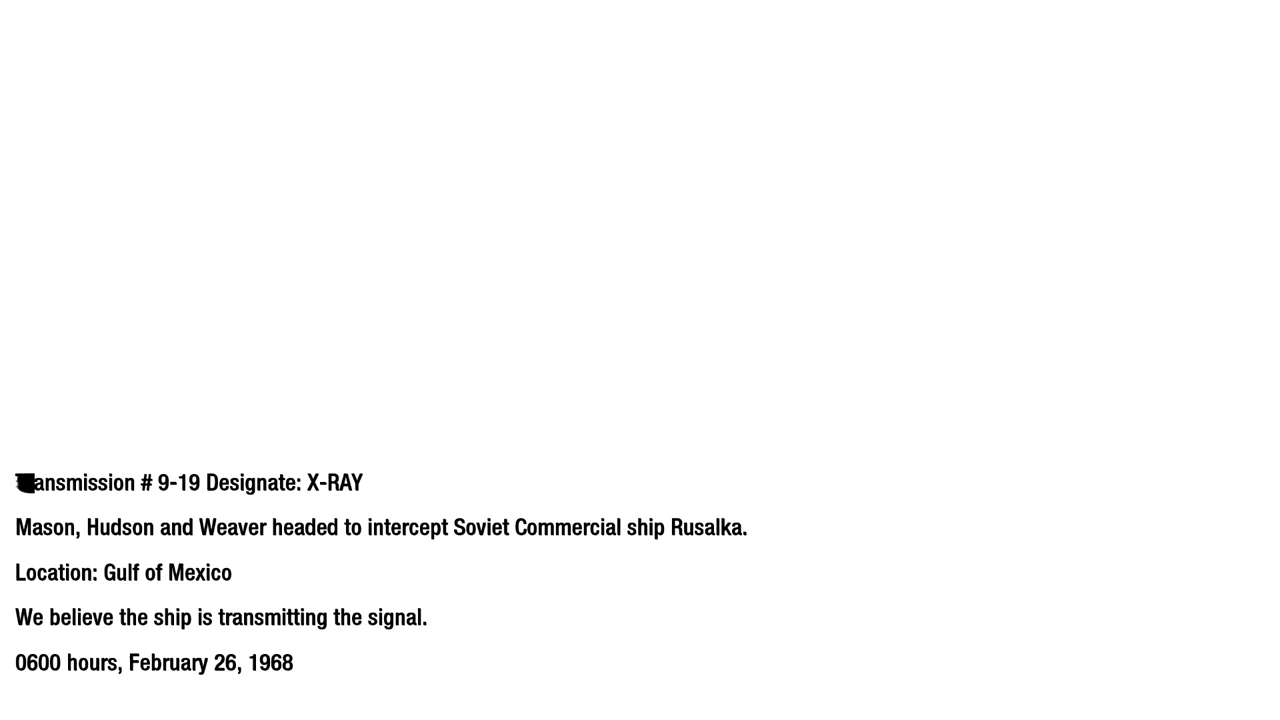 Transmission # 9-19 Designate: X-RAY
Mason, Hudson and Weaver headed to intercept Soviet Commercial ship Rusalka.
Location: Gulf of Mexico
We believe the ship is transmitting the signal.
0600 hours, February 26, 1968